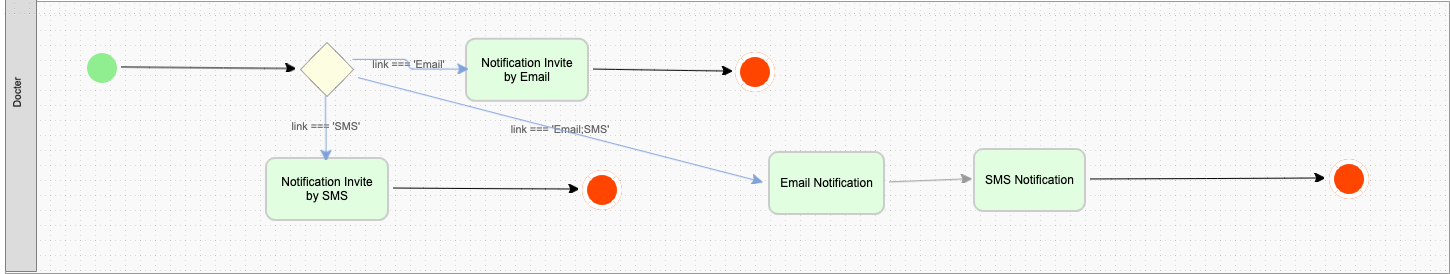 Docter
link === 'Email'
Notification Invite
by Email
link === 'SMS'
link === 'Email;SMS'
Notification Invite
by SMS
Email Notification
SMS Notification